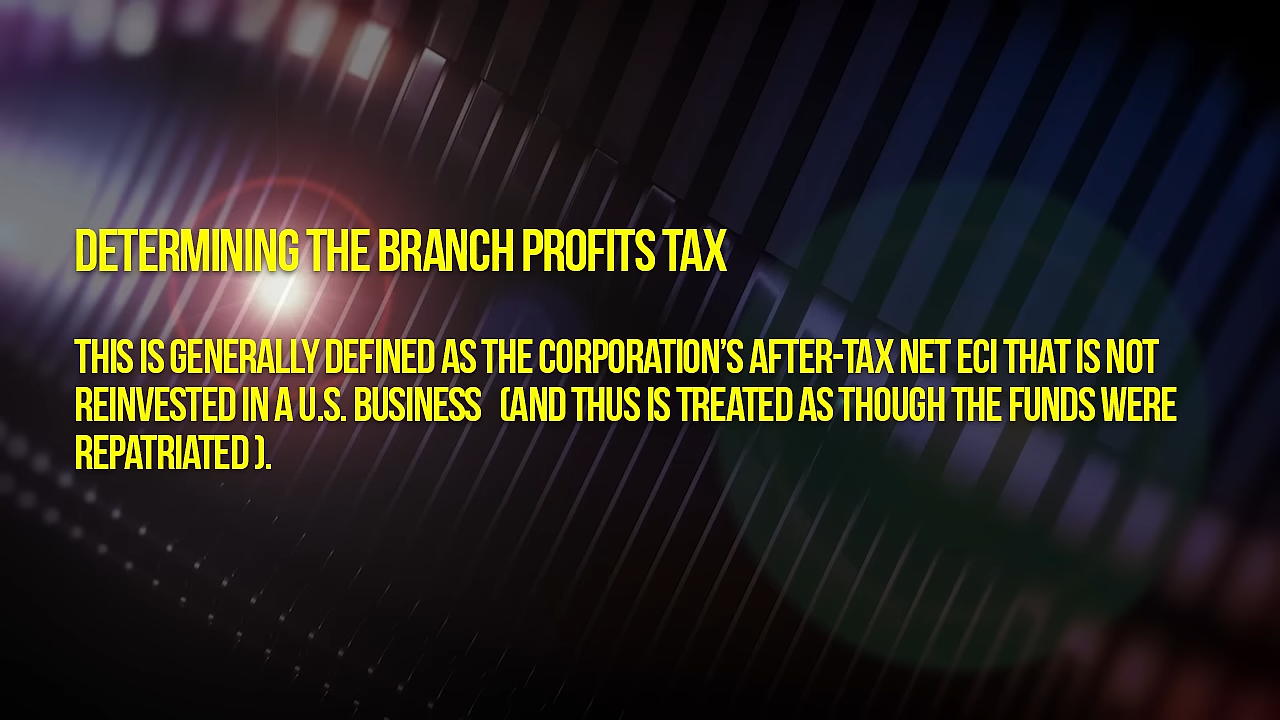 DETERMINING THE BRANCH PROFITS TAX
THIS IS GENERALLY DEFINED AS THE CORPORATION’S AFTER-TAX NET ECI THAT IS NOT
REINVESTED IN A U.S. BUSINESS (AND THUS IS TREATED AS THOUGH THE FUNDS WERE
REPATRIATED ).